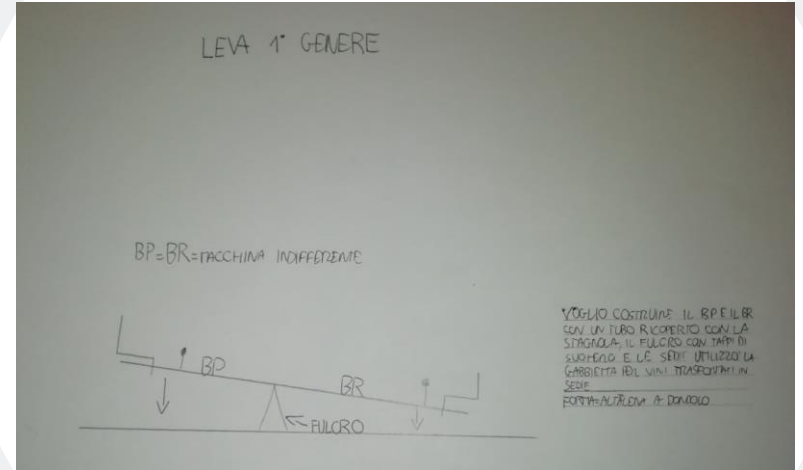 LEVA 1° GENERE
BP=BR=MACCHINA INDIFFERENTE
BP
BR
FULCRO
VOGLIO COSTRUIRE IL BP E IL BR
CON UN TUBO RICOPERTO CON LA
STAGNOLA, IL FULCRO CON TAPPI DI
SUGHERO E LE SEDIE UTILIZZO LA
GABBIETTA DEL VINI TRASFORMATI IN
SEDIE
FORMA=ALTALENA A DONDOLO